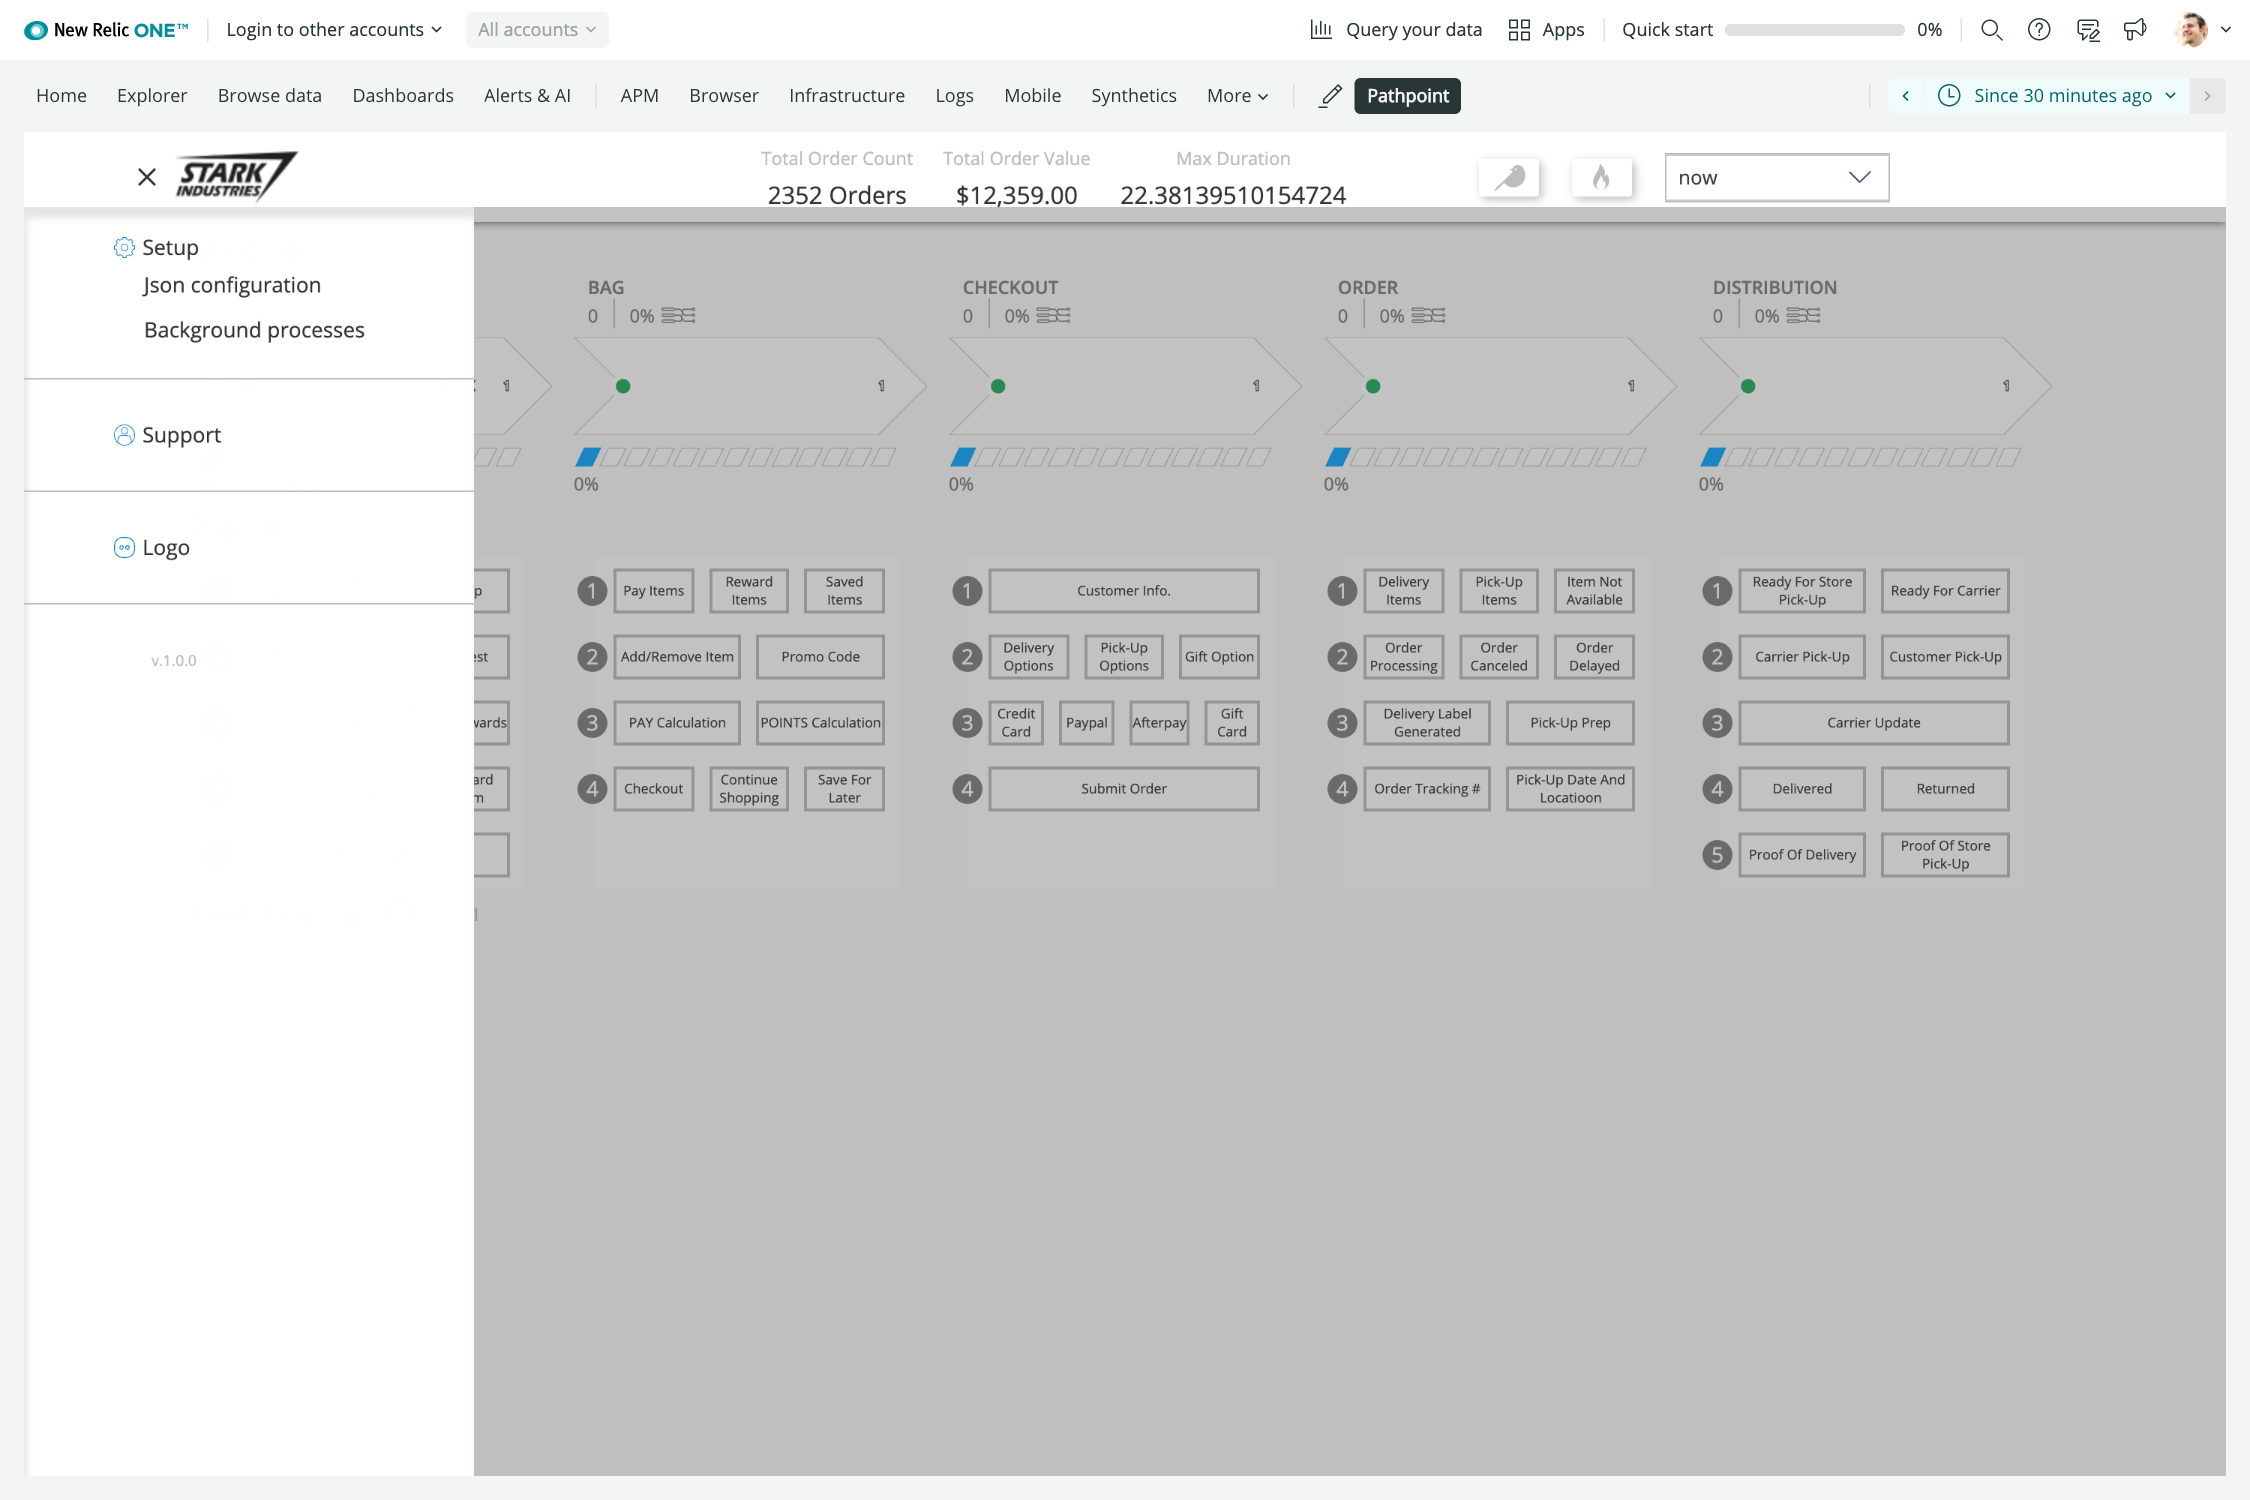 New Relic ONE™
Login to other accounts
All accounts
Query your data
Apps
Quick start
0%
Home
Explorer
Browse data
Dashboards
Alerts & AI
APM
Browser
Infrastructure
Logs
Mobile
Synthetics
More
Pathpoint
Since 30 minutes ago
STARK
INDUSTRIES
Total Order Count
2352 Orders
Total Order Value
$12,359.00
Max Duration
22.38139510154724
now
Setup
Json configuration
Background processes
Support
Logo
v.1.0.0
BAG
0
0%
0%
1
Pay Items
Reward
Items
Saved
Items
2
Add/Remove Item
Promo Code
3
PAY Calculation
POINTS Calculation
4
Checkout
Continue
Shopping
Save For
Later
CHECKOUT
0
0%
0%
1
Customer Info.
2
Delivery
Options
Pick-Up
Options
Gift Option
3
Credit
Card
Paypal
Afterpay
Gift
Card
4
Submit Order
ORDER
0
0%
0%
1
Delivery
Items
Pick-Up
Items
Item Not
Available
2
Order
Processing
Order
Canceled
Order
Delayed
3
Delivery Label
Generated
Pick-Up Prep
4
Order Tracking #
Pick-Up Date And
Locatioon
DISTRIBUTION
0
0%
0%
1
Ready For Store
Pick-Up
Ready For Carrier
2
Carrier Pick-Up
Customer Pick-Up
3
Carrier Update
4
Delivered
Returned
5
Proof Of Delivery
Proof Of Store
Pick-Up